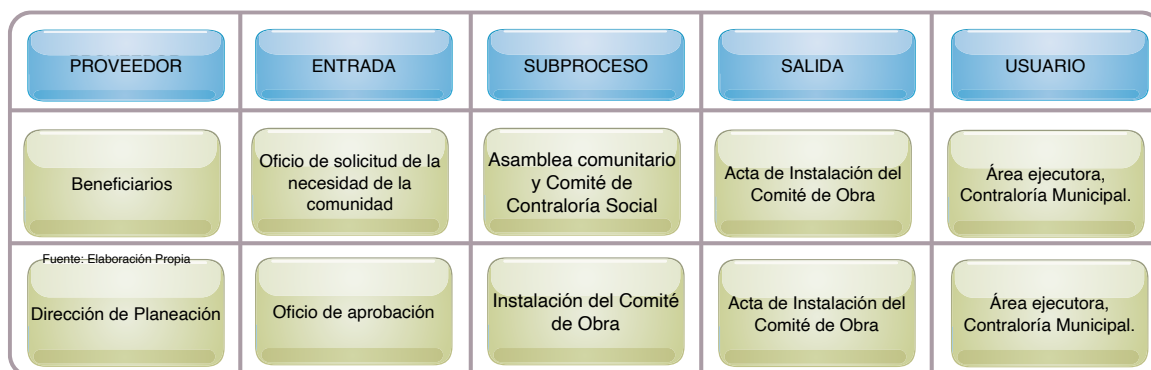 PROVEEDOR
ENTRADA
SUBPROCESO
SALIDA
USUARIO
Beneficiarios
Oficio de solicitud de la
necesidad de la
comunidad
Asamblea comunitario
y Comité de
Contraloría Social
Acta de Instalación del
Comité de Obra
Área ejecutora,
Contraloría Municipal.
Fuente: Elaboración Propia
Dirección de Planeación
Oficio de aprobación
Instalación del Comité
de Obra
Acta de Instalación del
Comité de Obra
Área ejecutora,
Contraloría Municipal.